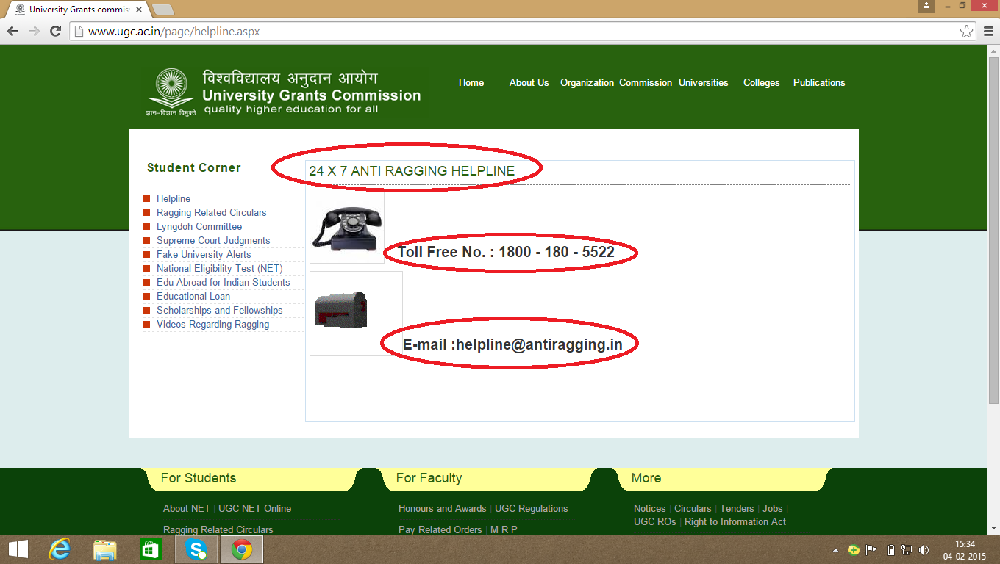 University Grants commis
www.ugc.ac.in/page/helpline.aspx
विश्वविद्यालय अनुदान आयोग
University Grants Commission
quality higher education for all
ज्ञान-विज्ञान विमुक्तये
Home About Us Organization Commission Universities Colleges Publications
Student Corner
Helpline
Ragging Related Circulars
Lyngdoh Committee
Supreme Court Judgments
Fake University Alerts
National Eligibility Test (NET)
Edu Abroad for Indian Students
Educational Loan
Scholarships and Fellowships
Videos Regarding Ragging
24 X 7 ANTI RAGGING HELPLINE
Toll Free No. : 1800 - 180 - 5522
E-mail :helpline@antiragging.in
For Students
About NET | UGC NET Online
Ragging Related Circulars
For Faculty
Honours and Awards | UGC Regulations
Pay Related Orders | M R P
More
Notices | Circulars | Tenders | Jobs |
UGC ROs | Right to Information Act
15:34
04-02-2015